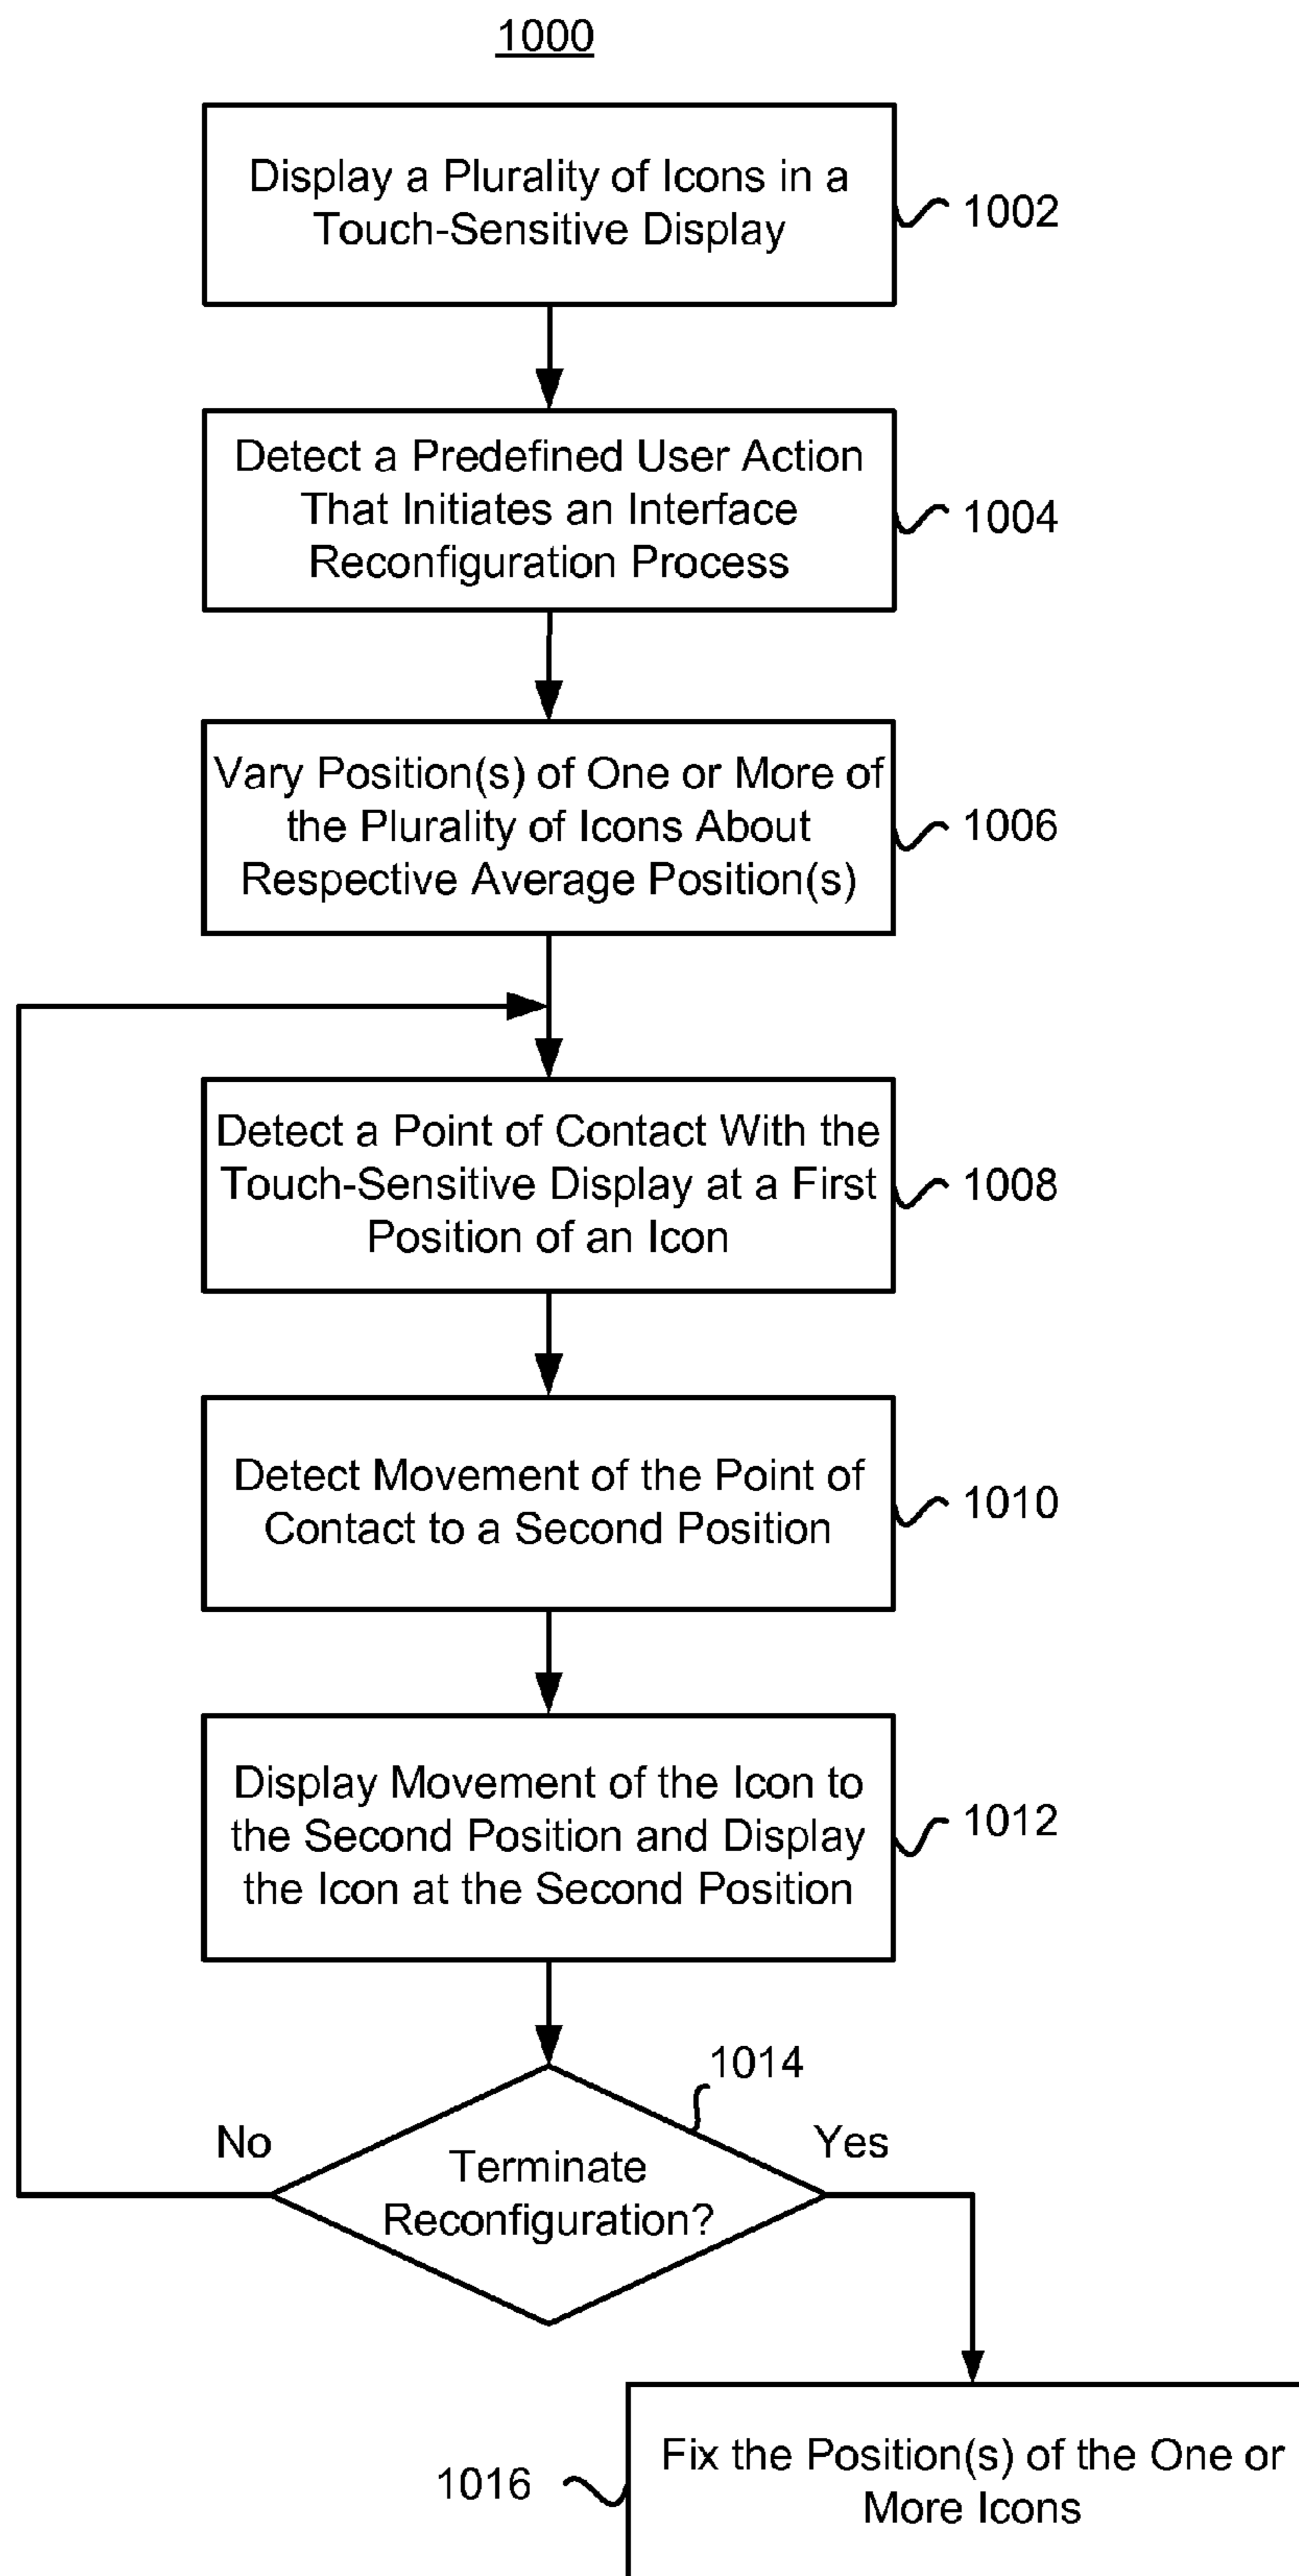 1000
Display a Plurality of Icons in a
Touch-Sensitive Display
1002
Detect a Predefined User Action
That Initiates an Interface
Reconfiguration Process
1004
Vary Position(s) of One or More of
the Plurality of Icons About
Respective Average Position(s)
1006
Detect a Point of Contact With the
Touch-Sensitive Display at a First
Position of an Icon
1008
Detect Movement of the Point of
Contact to a Second Position
1010
Display Movement of the Icon to
the Second Position and Display
the Icon at the Second Position
1012
1014
No
Yes
Terminate
Reconfiguration?
Fix the Position(s) of the One or
More Icons
1016